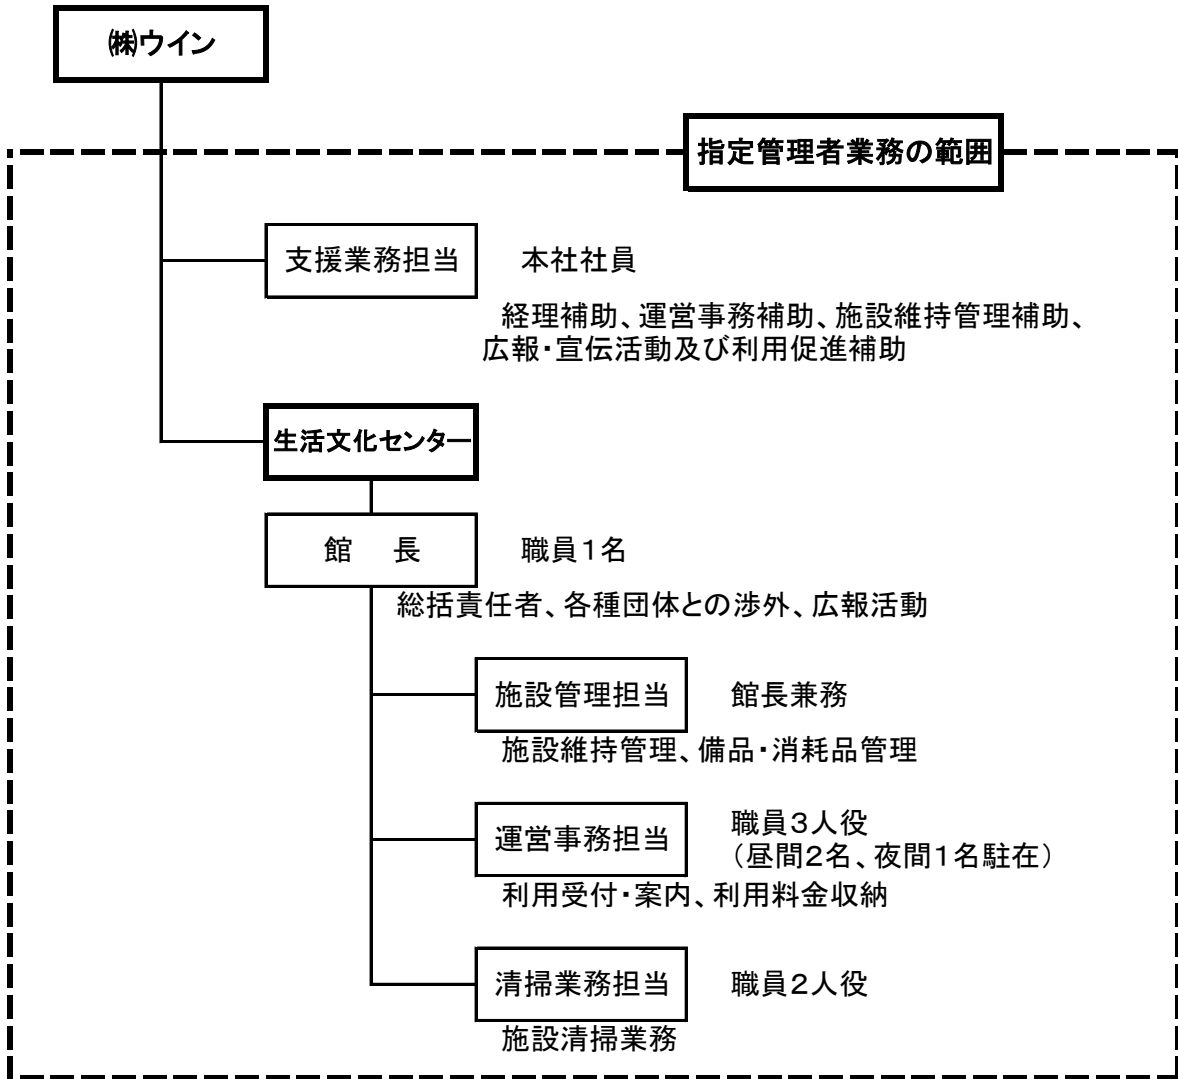 ㈱ウイン
指定管理者業務の範囲
支援業務担当　本社社員
経理補助、運営事務補助、施設維持管理補助、
広報・宣伝活動及び利用促進補助
生活文化センター
館　長　職員１名
総括責任者、各種団体との渉外、広報活動
施設管理担当　館長兼務
施設維持管理、備品・消耗品管理
運営事務担当　職員３人役
（昼間２名、夜間１名駐在）
利用受付・案内、利用料金収納
清掃業務担当　職員２人役
施設清掃業務